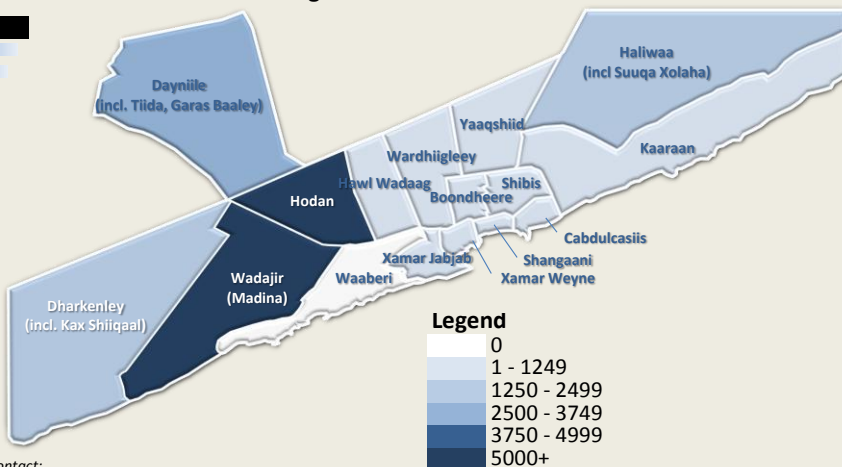 Haliwaa
(incl Suuqa Xolaha)
Dayniile
(incl. Tiida, Garas Baaley)
Yaaqshiid
Kaaraan
Wardhiigleey
Hawl Wadaag
Shibis
Boondheere
Hodan
Cabdulcasiis
Xamar Jabjab
Shangaani
Wadajir
(Madina)
Waaberi
Xamar Weyne
Dharkenley
(incl. Kax Shiiqaal)
Legend
0
1 - 1249
1250 - 2499
2500 - 3749
3750 - 4999
5000+